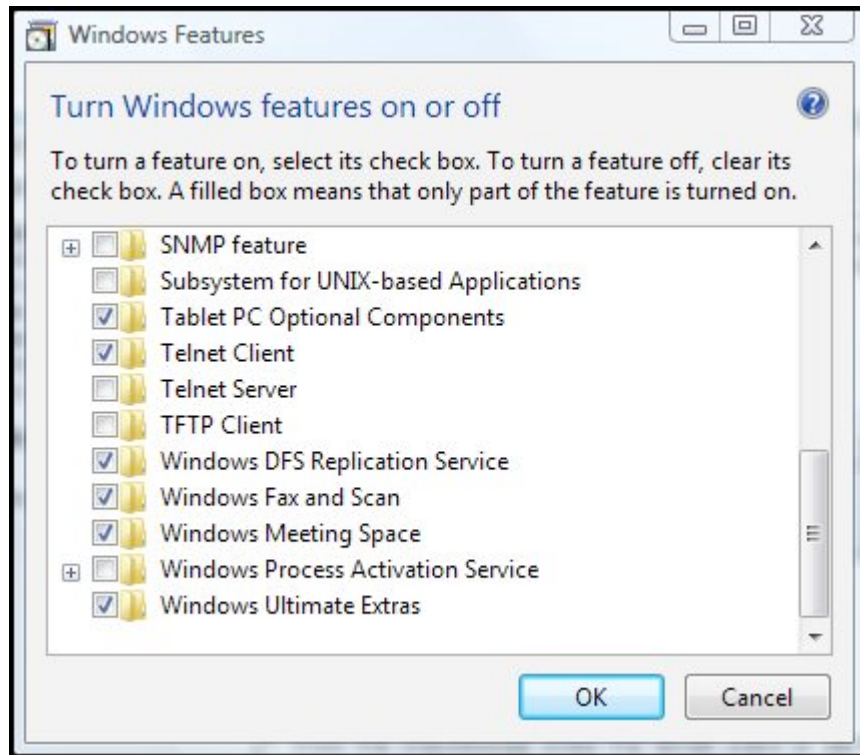 Windows Features
Turn Windows features on or off
To turn a feature on, select its check box. To turn a feature off, clear its
check box. A filled box means that only part of the feature is turned on.
SNMP feature
Subsystem for UNIX-based Applications
Tablet PC Optional Components
Telnet Client
Telnet Server
TFTP Client
Windows DFS Replication Service
Windows Fax and Scan
Windows Meeting Space
Windows Process Activation Service
Windows Ultimate Extras
OK Cancel